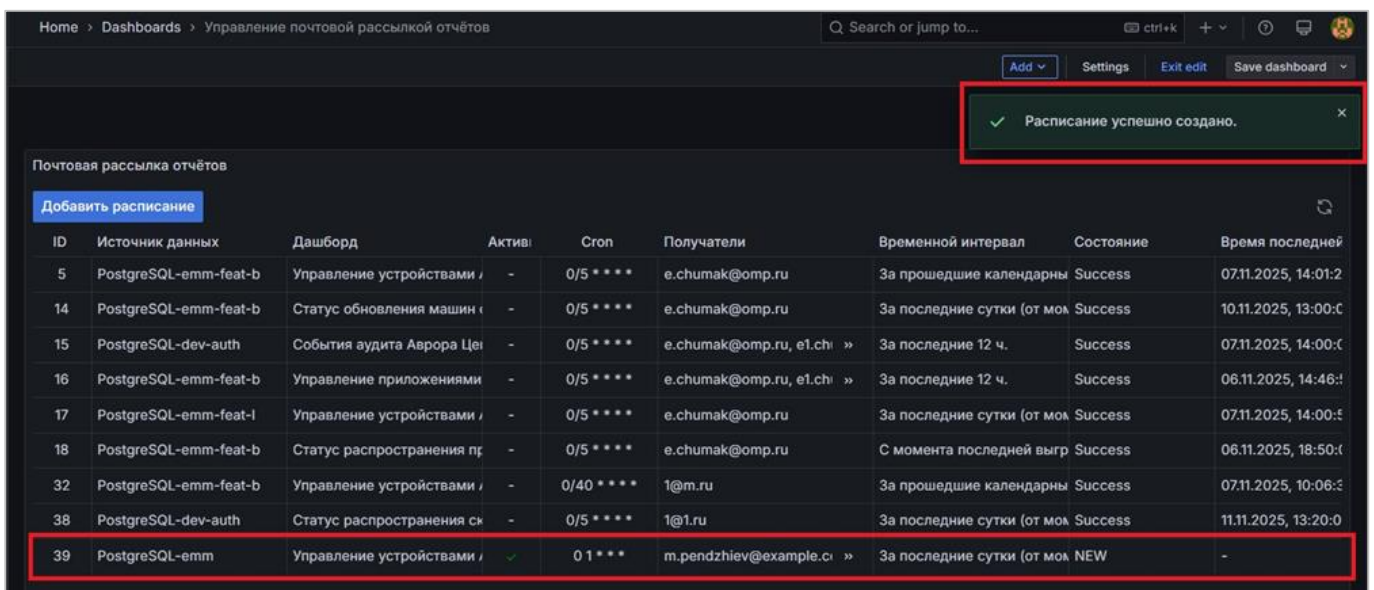 Home › Dashboards › Управление почтовой рассылкой отчётов Search or jump to... ctrl+k
Add Settings Exit edit Save dashboard
Расписание успешно создано.
Почтовая рассылка отчётов
Добавить расписание
ID Источник данных Дашборд Актив Cron Получатели Временной интервал Состояние Время последней
5 PostgreSQL-emm-feat-b Управление устройствами - 0/5 * * * * e.chumak@omp.ru За прошедшие календарны Success 07.11.2025, 14:01:2
14 PostgreSQL-emm-feat-b Статус обновления машин - 0/5 * * * * e.chumak@omp.ru За последние сутки (от мом Success 10.11.2025, 13:00:0
15 PostgreSQL-dev-auth События аудита Аврора Це - 0/5 * * * * e.chumak@omp.ru, e1.ch » За последние 12 ч. Success 07.11.2025, 14:00:0
16 PostgreSQL-emm-feat-b Управление приложениями - 0/5 * * * * e.chumak@omp.ru, e1.ch » За последние 12 ч. Success 06.11.2025, 14:46:
17 PostgreSQL-emm-feat-l Управление устройствами - 0/5 * * * * e.chumak@omp.ru За последние сутки (от мом Success 07.11.2025, 14:00:5
18 PostgreSQL-emm-feat-b Статус распространения пр - 0/5 * * * * e.chumak@omp.ru С момента последней выгр Success 06.11.2025, 18:50:0
32 PostgreSQL-emm-feat-b Управление устройствами - 0/40 * * * * 1@m.ru За прошедшие календарны Success 07.11.2025, 10:06:3
38 PostgreSQL-dev-auth Статус распространения ск - 0/5 * * * * 1@1.ru За последние сутки (от мом Success 11.11.2025, 13:20:0
39 PostgreSQL-emm Управление устройствами ✓ 0 1 * * * m.pendzhiev@example.c » За последние сутки (от мом NEW -